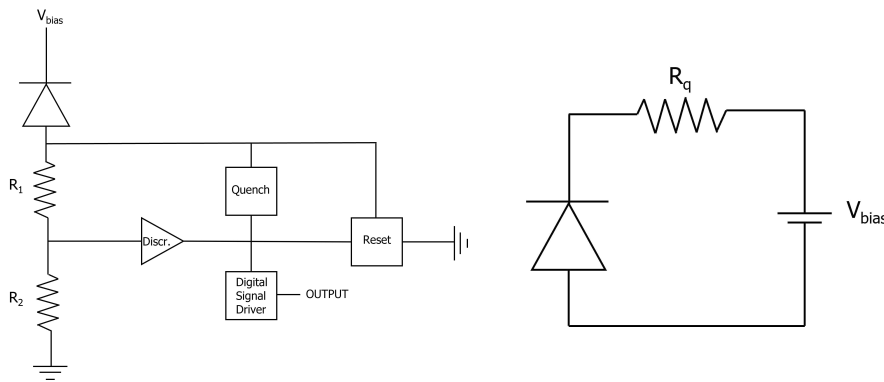 V_bias
R_1
Quench
Discr.
Reset
R_2
Digital
Signal
Driver
OUTPUT
R_q
V_bias